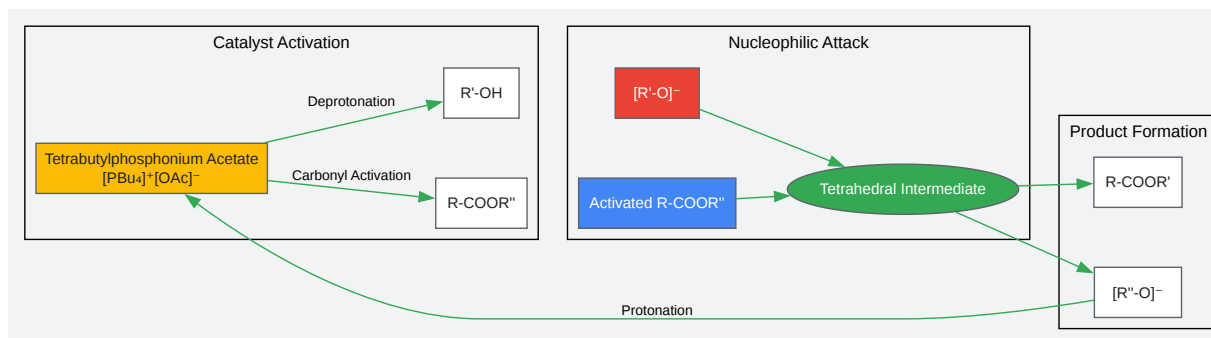 Catalyst Activation
Deprotonation
R'-OH
Tetrabutylphosphonium Acetate
[PBu₄]⁺[OAc]⁻
Carbonyl Activation
R-COOR"
Nucleophilic Attack
[R'-O]⁻
Activated R-COOR"
Tetrahedral Intermediate
Product Formation
R-COOR'
[R"-O]⁻
Protonation